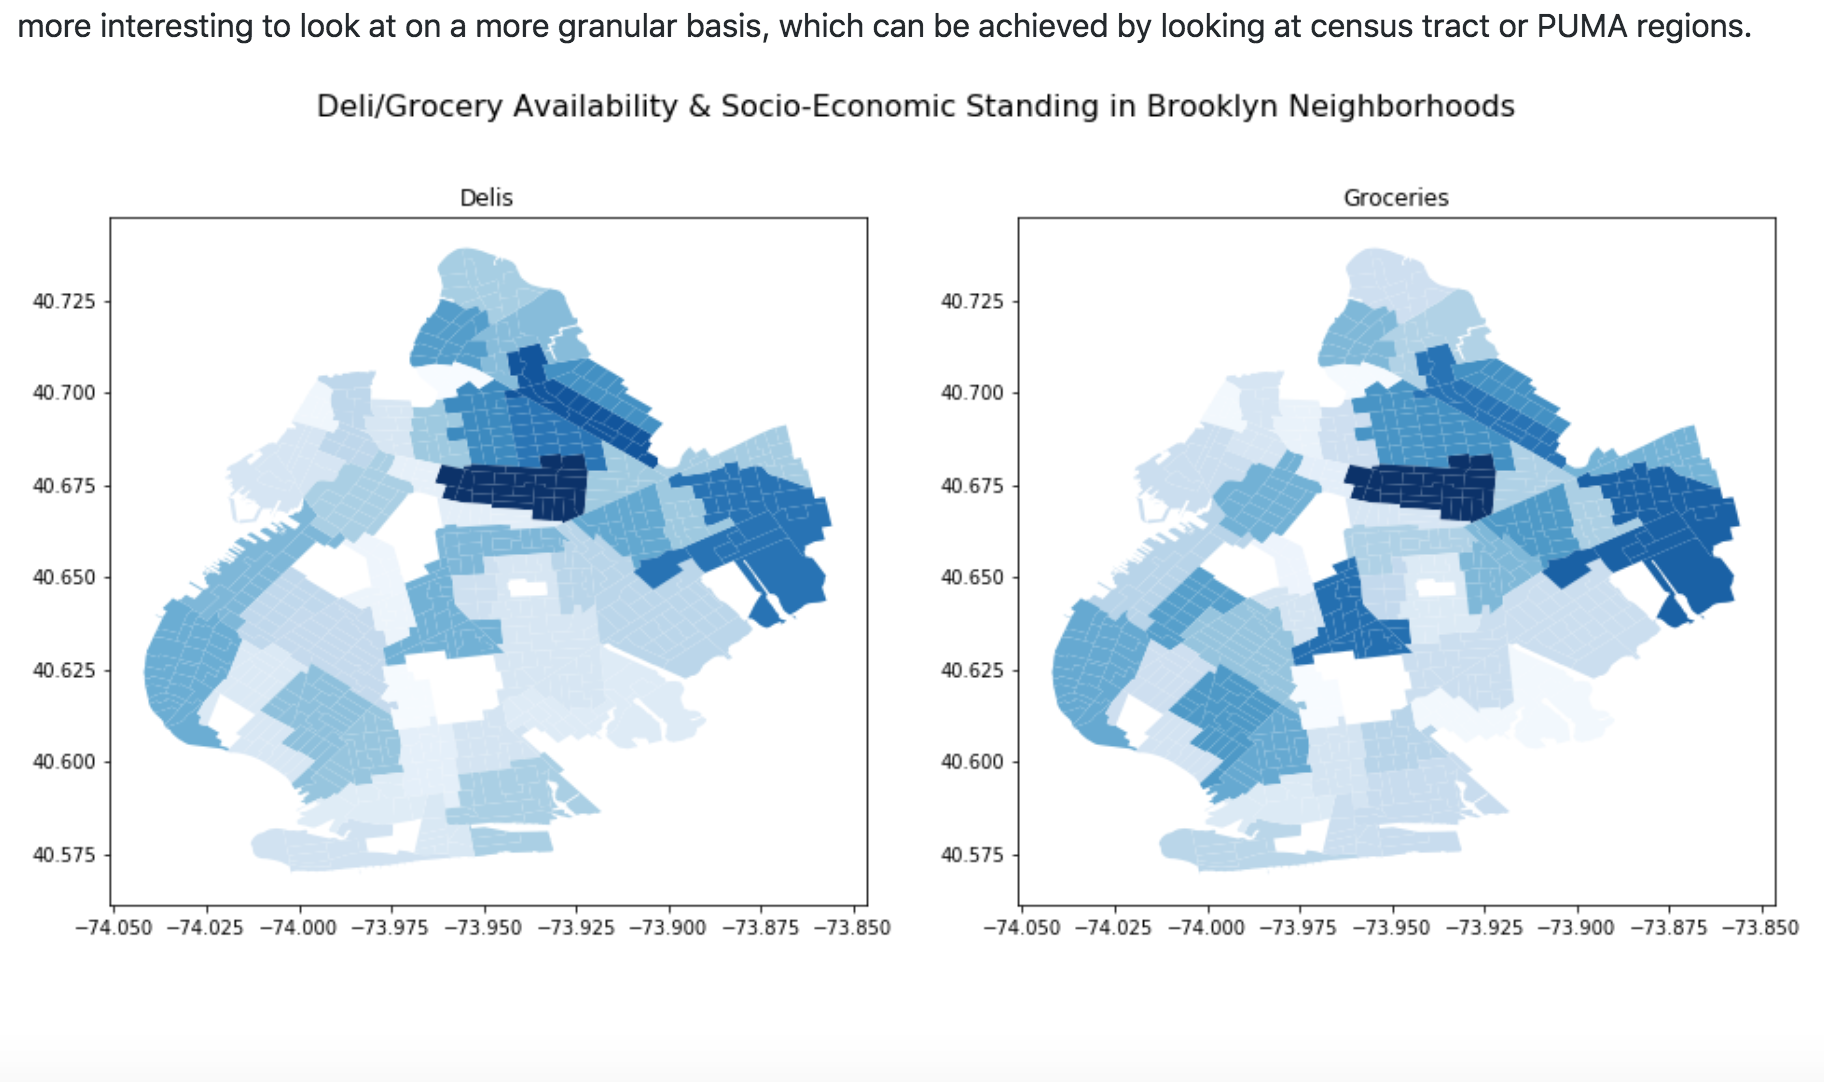 more interesting to look at on a more granular basis, which can be achieved by looking at census tract or PUMA regions.
Deli/Grocery Availability & Socio-Economic Standing in Brooklyn Neighborhoods
Delis
40.725
40.700
40.675
40.650
40.625
40.600
40.575
−74.050 −74.025 −74.000 −73.975 −73.950 −73.925 −73.900 −73.875 −73.850
Groceries
40.725
40.700
40.675
40.650
40.625
40.600
40.575
−74.050 −74.025 −74.000 −73.975 −73.950 −73.925 −73.900 −73.875 −73.850